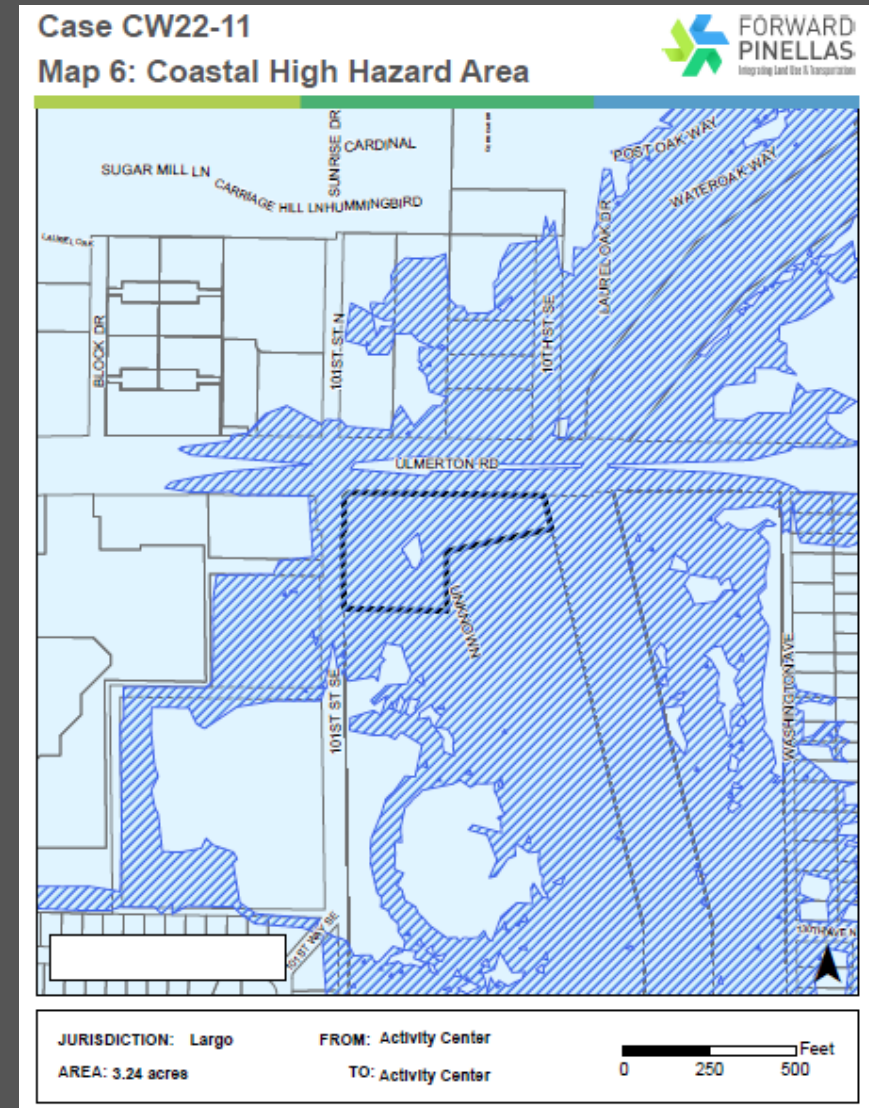 Case CW22-11
Map 6: Coastal High Hazard Area
FORWARD
PINELLAS
Integrating Land Use & Transportation
SUNRISE DR
CARDINAL
POST OAK WAY
SUGAR MILL LN
WATEROAK WAY
CARRIAGE HILL LN
HUMMINGBIRD
LAUREL OAK
LAUREL OAK DR
BLOCK DR
101ST ST N
10TH ST SE
ULMERTON RD
UNKNOWN
101ST ST SE
WASHINGTON AVE
101ST WAY SE
JURISDICTION: Largo
FROM: Activity Center
AREA: 3.24 acres
TO: Activity Center
Feet
0 250 500